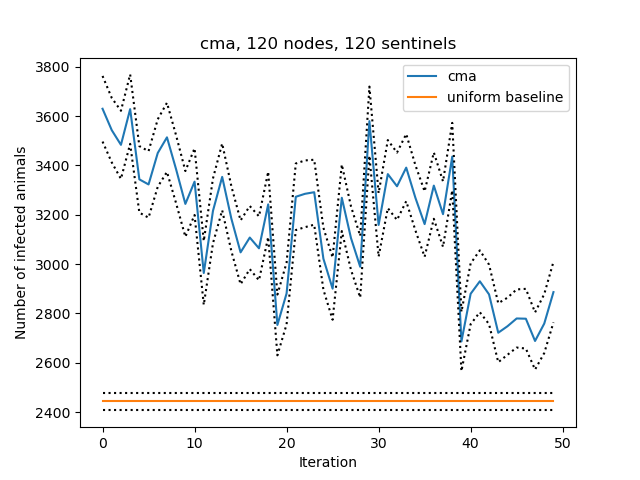 cma, 120 nodes, 120 sentinels
cma
uniform baseline
Number of infected animals
3800
3600
3400
3200
3000
2800
2600
2400
0 10 20 30 40 50
Iteration